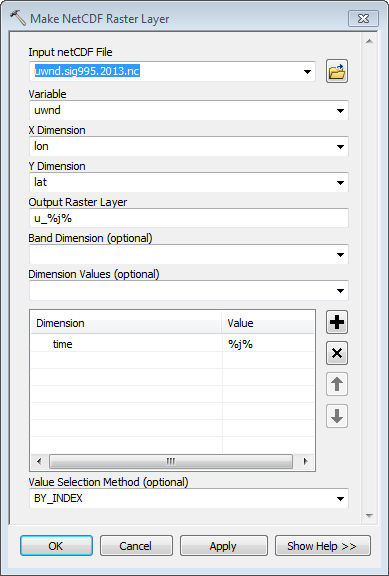 Make NetCDF Raster Layer
Input netCDF File
uwnd.sig995.2013.nc
Variable
uwnd
X Dimension
lon
Y Dimension
lat
Output Raster Layer
u_%j%
Band Dimension (optional)
Dimension Values (optional)
Dimension Value
time %j%
Value Selection Method (optional)
BY_INDEX
OK Cancel Apply Show Help >>